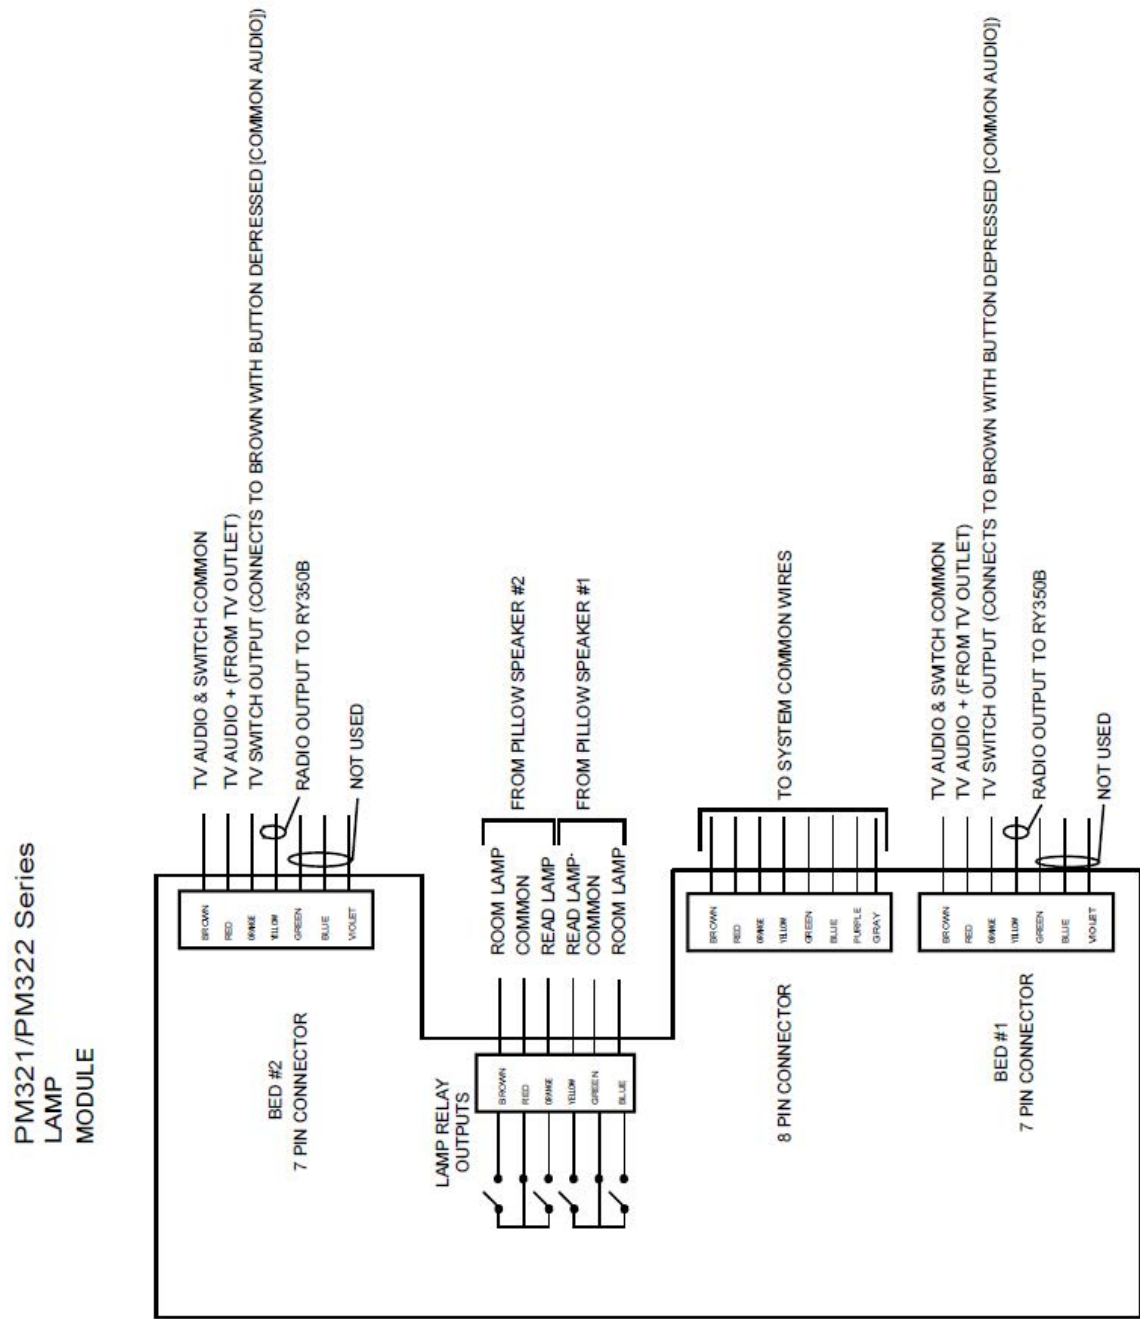 PM321/PM322 Series
LAMP
MODULE
BED #2
7 PIN CONNECTOR
BROWN
RED
ORANGE
YELLOW
GREEN
BLUE
VIOLET
TV AUDIO & SWITCH COMMON
TV AUDIO + (FROM TV OUTLET)
TV SWITCH OUTPUT (CONNECTS TO BROWN WITH BUTTON DEPRESSED [COMMON AUDIO])
RADIO OUTPUT TO RY350B
NOT USED
LAMP RELAY
OUTPUTS
BROWN
RED
ORANGE
YELLOW
GREEN
BLUE
ROOM LAMP
COMMON
READ LAMP
READ LAMP
COMMON
ROOM LAMP
FROM PILLOW SPEAKER #2
FROM PILLOW SPEAKER #1
8 PIN CONNECTOR
BROWN
RED
ORANGE
YELLOW
GREEN
BLUE
PURPLE
GRAY
TO SYSTEM COMMON WIRES
BED #1
7 PIN CONNECTOR
BROWN
RED
ORANGE
YELLOW
GREEN
BLUE
VIOLET
TV AUDIO & SWITCH COMMON
TV AUDIO + (FROM TV OUTLET)
TV SWITCH OUTPUT (CONNECTS TO BROWN WITH BUTTON DEPRESSED [COMMON AUDIO])
RADIO OUTPUT TO RY350B
NOT USED